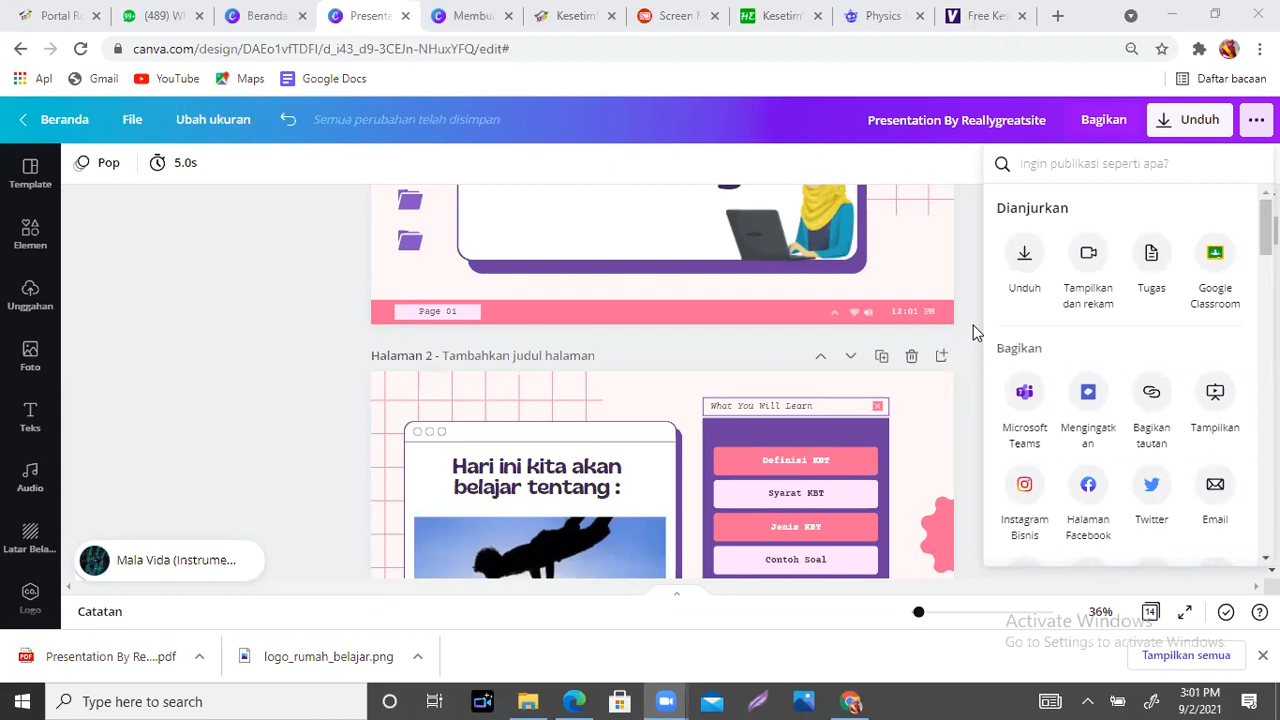 Portal Ru
(489) Wl
Beranda
Presenta
Membuc
Kesetim
Screen M
Kesetim
Physics U
Free Kes
canva.com/design/DAEo1vfTDFI/d_i43_d9-3CEJn-NHuxYFQ/edit#
Apl Gmail YouTube Maps Google Docs Daftar bacaan
Beranda File Ubah ukuran Semua perubahan telah disimpan Presentation By Reallygreatsite Bagikan Unduh
Pop 5.0s
Ingin publikasi seperti apa?
Template
Elemen
Unggahan
Foto
Teks
Audio
Latar Bela...
Logo
Page 01 12:01 PM
Halaman 2 - Tambahkan judul halaman
Hari ini kita akan
belajar tentang :
What You Will Learn
Definisi KBT
Syarat KBT
Jenis KBT
Contoh Soal
Dianjurkan
Unduh
Tampilkan
dan rekam
Tugas
Google
Classroom
Bagikan
Microsoft
Teams
Mengingatk
an
Bagikan
tautan
Tampilkan
Instagram
Bisnis
Halaman
Facebook
Twitter
Email
Mala Vida (Instrume...
Catatan 36% 14
Activate Windows
Go to Settings to activate Windows.
Presentation By Re....pdf logo_rumah_belajar.png Tampilkan semua
Type here to search
3:01 PM
9/2/2021